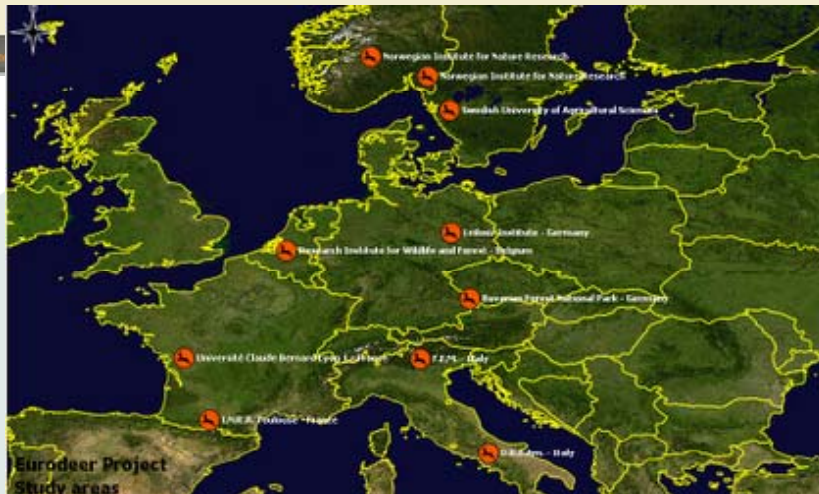 Norwegian Institute for Nature Research
Norwegian Institute for Nature Research
Swedish University of Agricultural Sciences
Leibniz Institute - Germany
Research Institute for Wildlife and Forest - Belgium
Bavarian Forest National Park - Germany
Université Claude Bernard Lyon - France
F.E.M. - Italy
I.N.R.A. Toulouse - France
- Italy
Eurodeer Project
Study areas